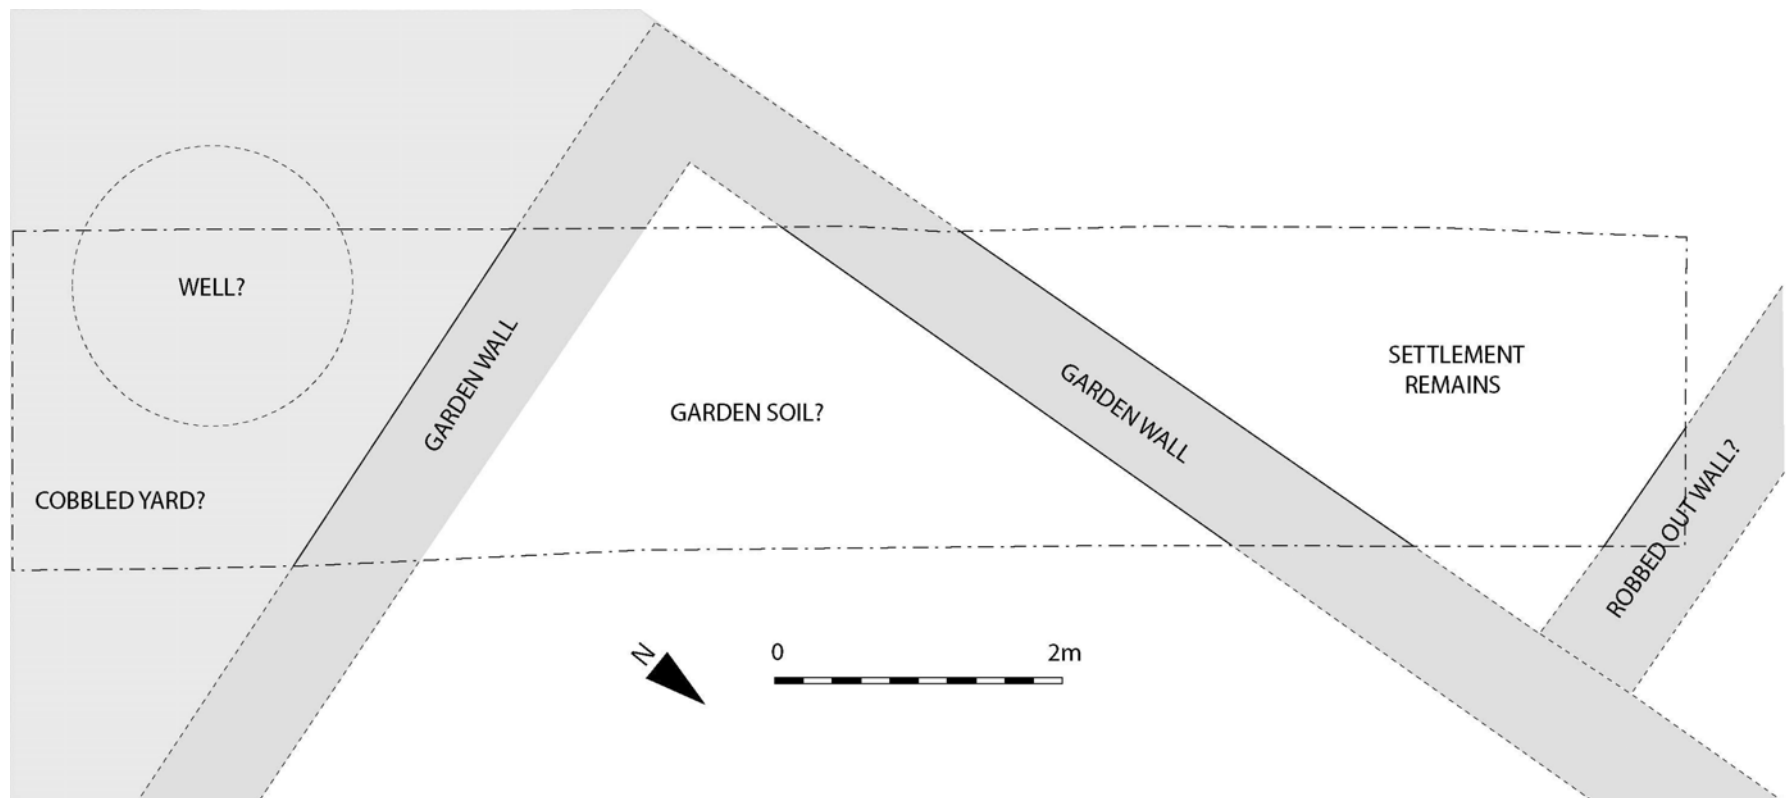 WELL?
GARDEN WALL
SETTLEMENT
REMAINS
GARDEN SOIL?
GARDEN WALL
COBBLED YARD?
ROBBED OUT WALL?
N
0
2m